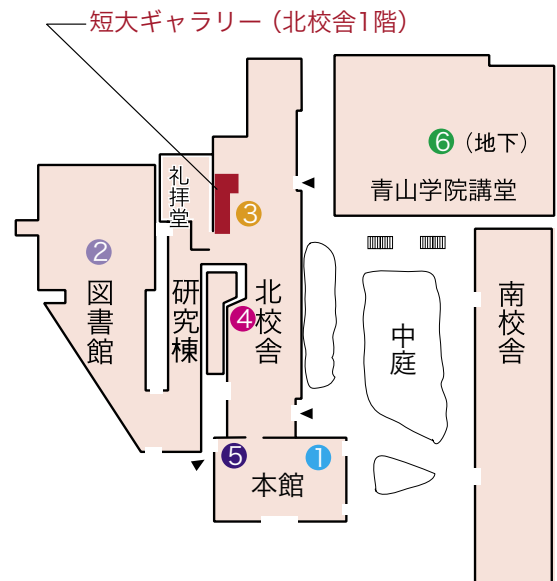 短大ギャラリー（北校舎1階）
❻（地下）
青山学院講堂
礼拝堂
❸
❷
図書館
研究棟
❹
北校舎
中庭
南校舎
❺
❶
本館